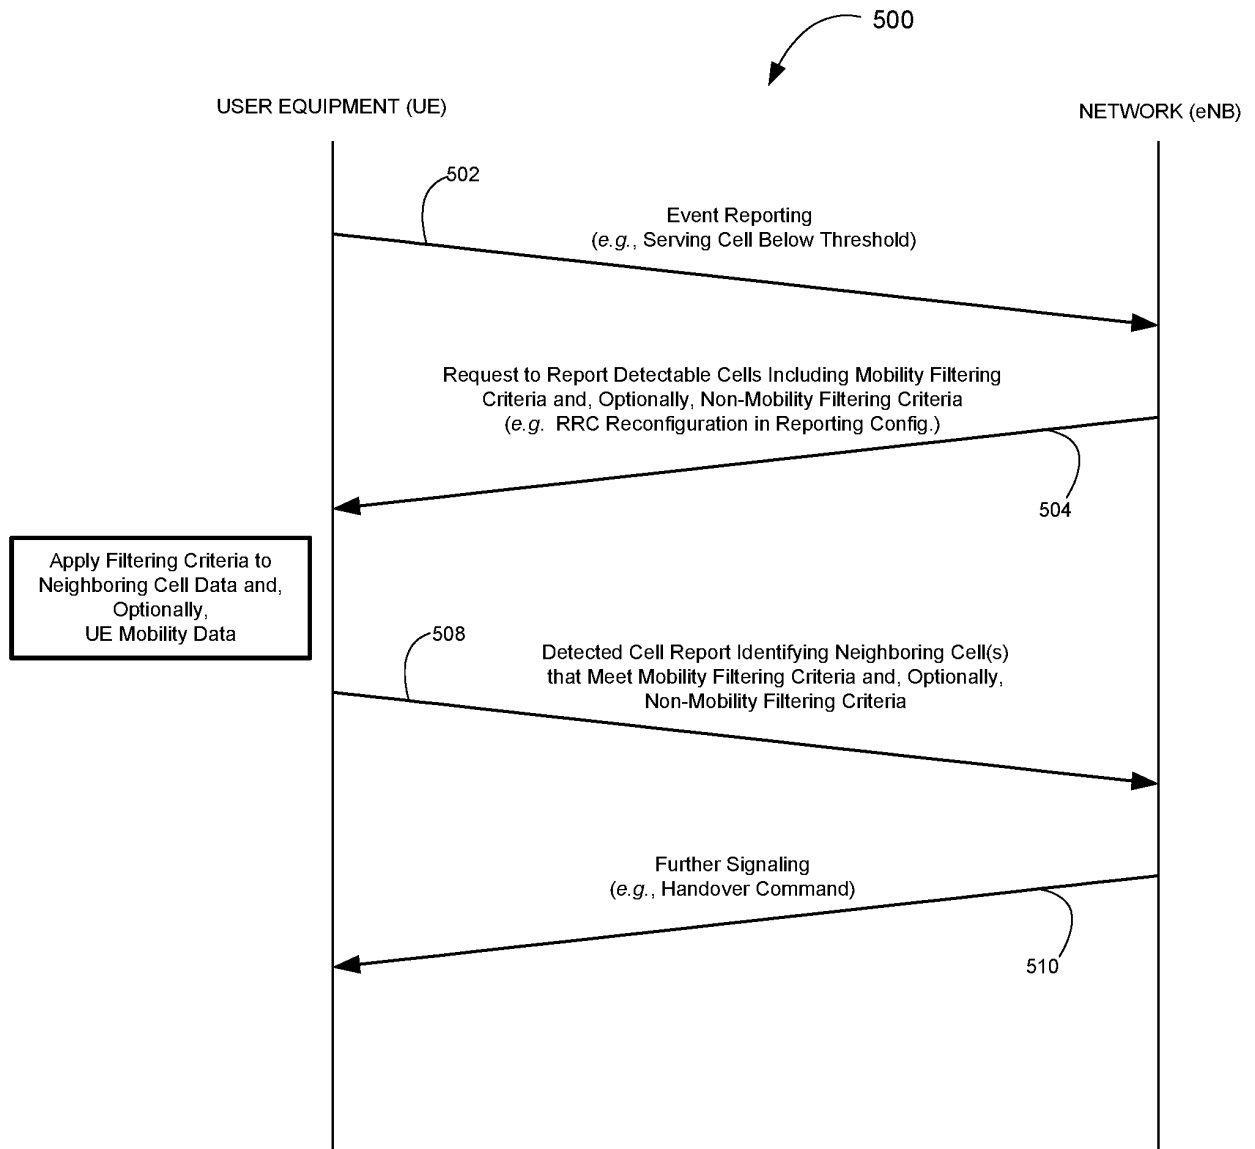 500
USER EQUIPMENT (UE)
NETWORK (eNB)
502
Event Reporting
(e.g., Serving Cell Below Threshold)
Request to Report Detectable Cells Including Mobility Filtering
Criteria and, Optionally, Non-Mobility Filtering Criteria
(e.g. RRC Reconfiguration in Reporting Config.)
504
Apply Filtering Criteria to
Neighboring Cell Data and,
Optionally,
UE Mobility Data
508
Detected Cell Report Identifying Neighboring Cell(s)
that Meet Mobility Filtering Criteria and, Optionally,
Non-Mobility Filtering Criteria
Further Signaling
(e.g., Handover Command)
510